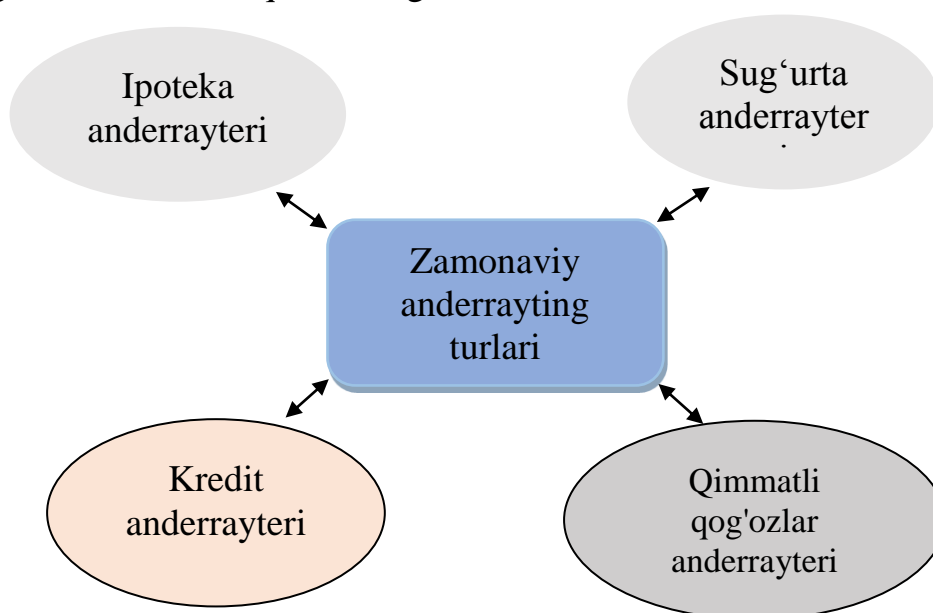 Ipoteka
anderrayteri
Sug‘urta
anderrayter
Zamonaviy
anderrayting
turlari
Kredit
anderrayteri
Qimmatli
qog'ozlar
anderrayteri